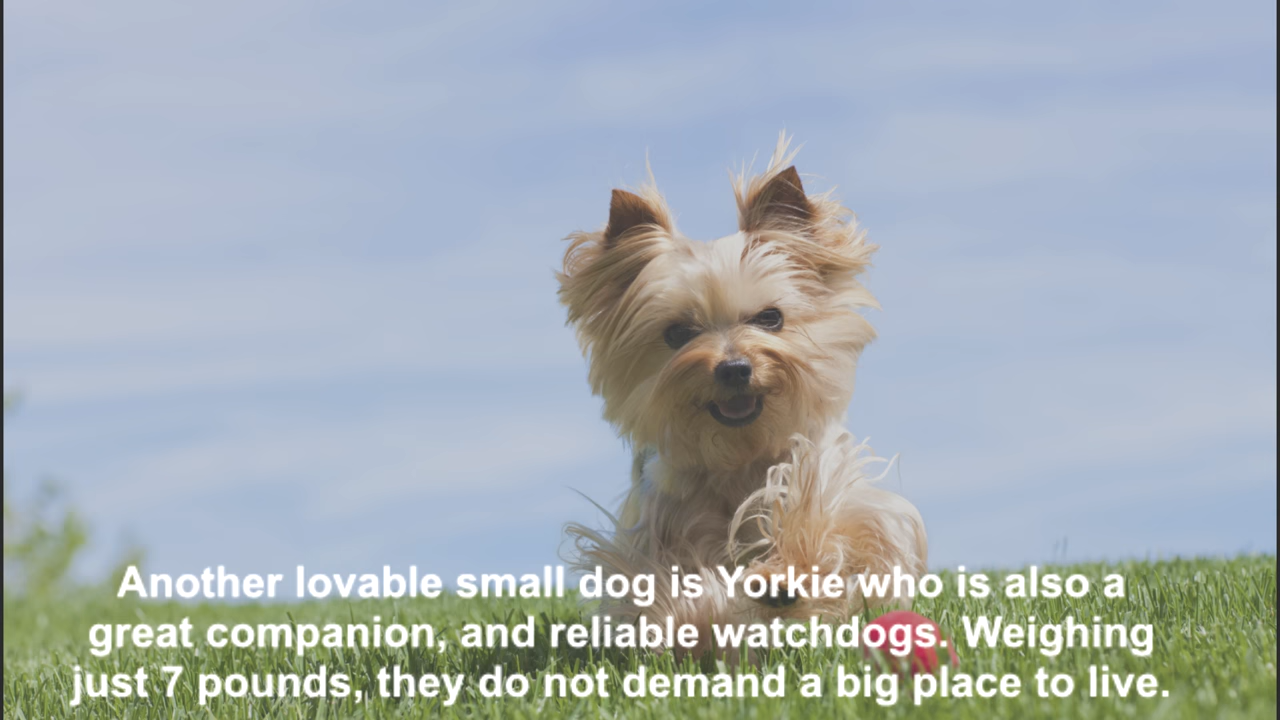 Another lovable small dog is Yorkie who is also a
great companion, and reliable watchdogs. Weighing
just 7 pounds, they do not demand a big place to live.